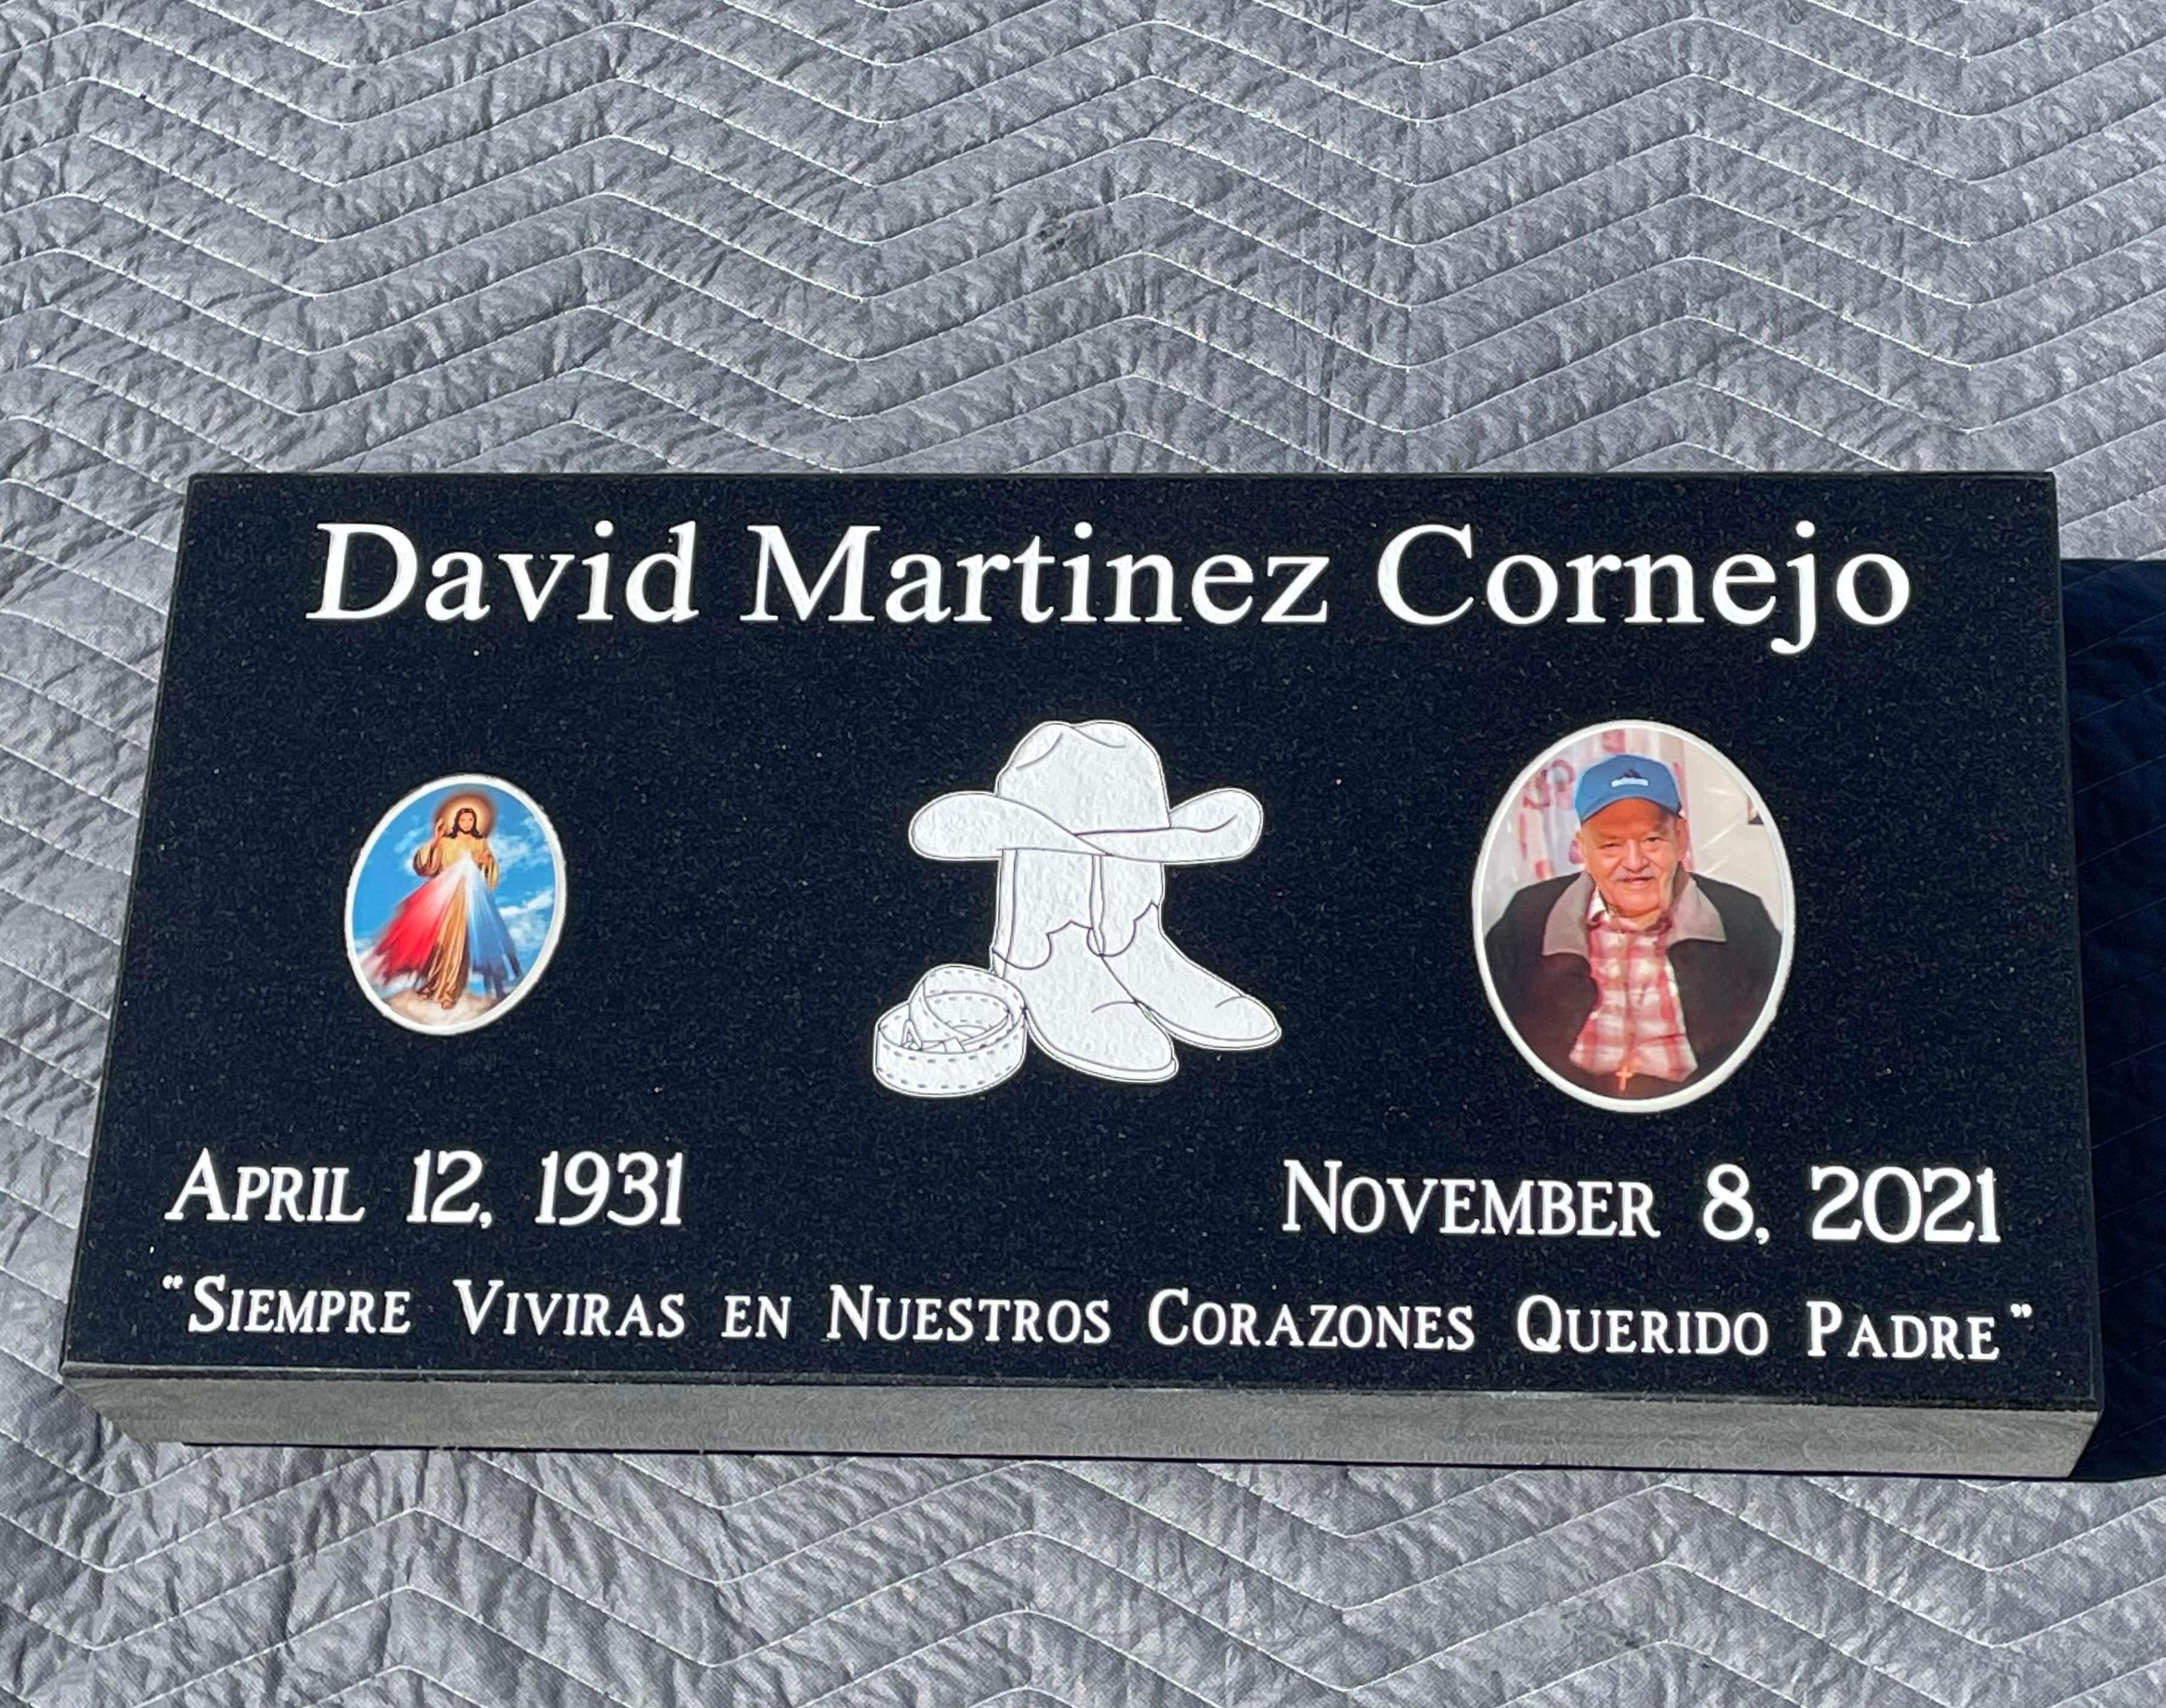 David Martinez Cornejo
April 12, 1931
November 8, 2021
"Siempre Viviras en Nuestros Corazones Querido Padre"